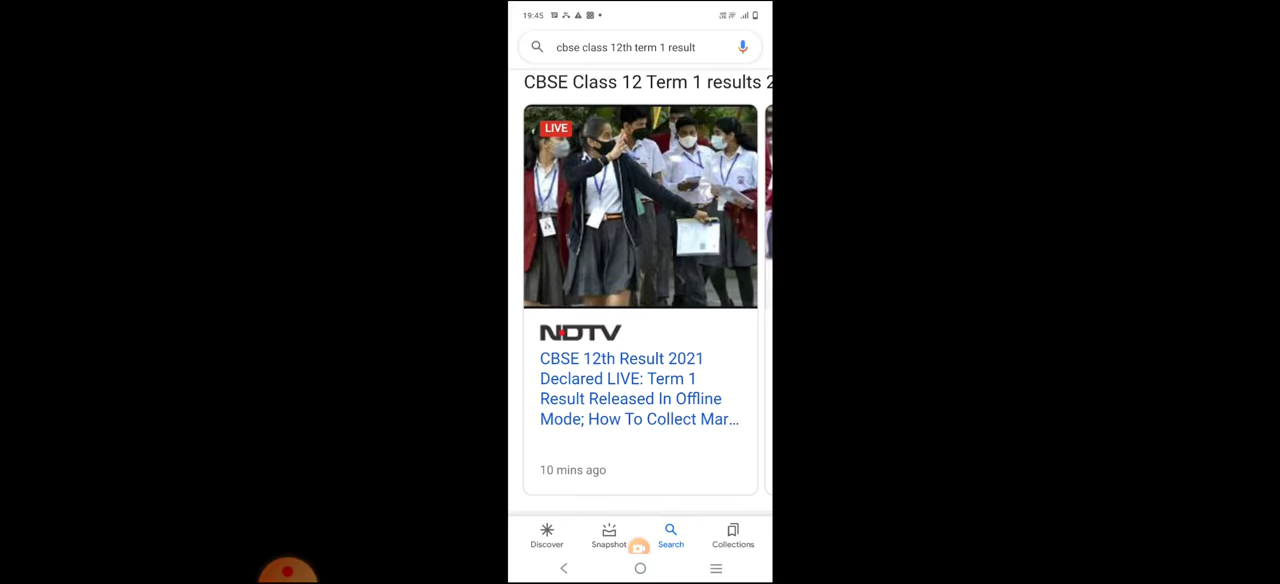 19:45
cbse class 12th term 1 result
CBSE Class 12 Term 1 results 2
LIVE
NDTV
CBSE 12th Result 2021
Declared LIVE: Term 1
Result Released In Offline
Mode; How To Collect Mar...
10 mins ago
Discover Snapshot Search Collections